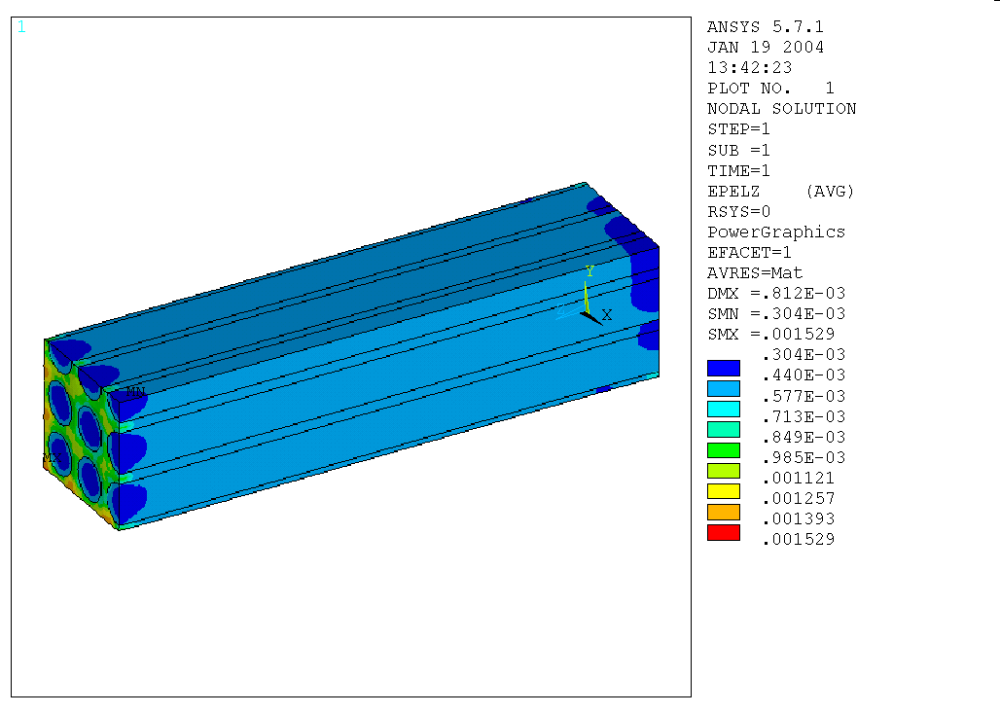 1
ANSYS 5.7.1
JAN 19 2004
13:42:23
PLOT NO. 1
NODAL SOLUTION
STEP=1
SUB =1
TIME=1
EPELZ (AVG)
RSYS=0
PowerGraphics
EFACET=1
AVRES=Mat
DMX =.812E-03
SMN =.304E-03
SMX =.001529
.304E-03
.440E-03
.577E-03
.713E-03
.849E-03
.985E-03
.001121
.001257
.001393
.001529
Y
Z
X
MN
MX